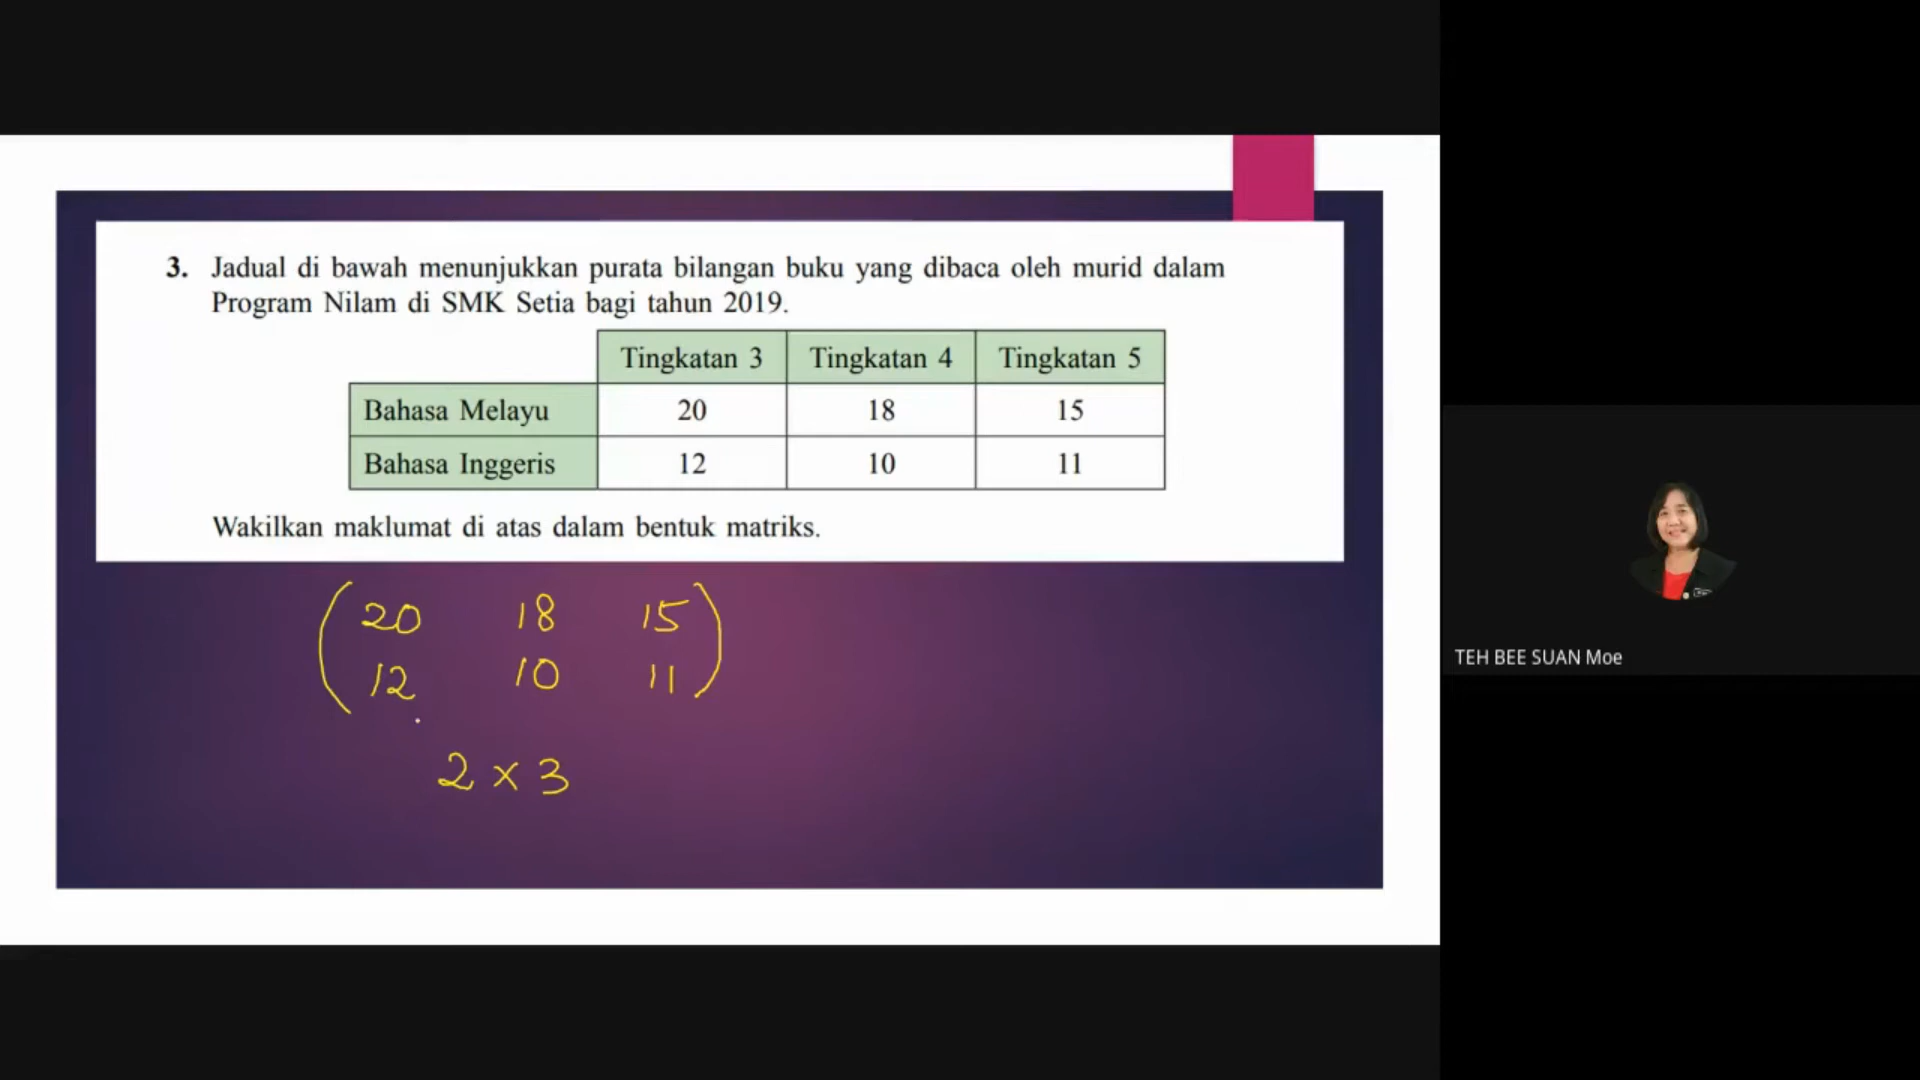 3. Jadual di bawah menunjukkan purata bilangan buku yang dibaca oleh murid dalam
Program Nilam di SMK Setia bagi tahun 2019.
Tingkatan 3 Tingkatan 4 Tingkatan 5
Bahasa Melayu 20 18 15
Bahasa Inggeris 12 10 11
Wakilkan maklumat di atas dalam bentuk matriks.
( 20 18 15
12 10 11 )
2 × 3
TEH BEE SUAN Moe